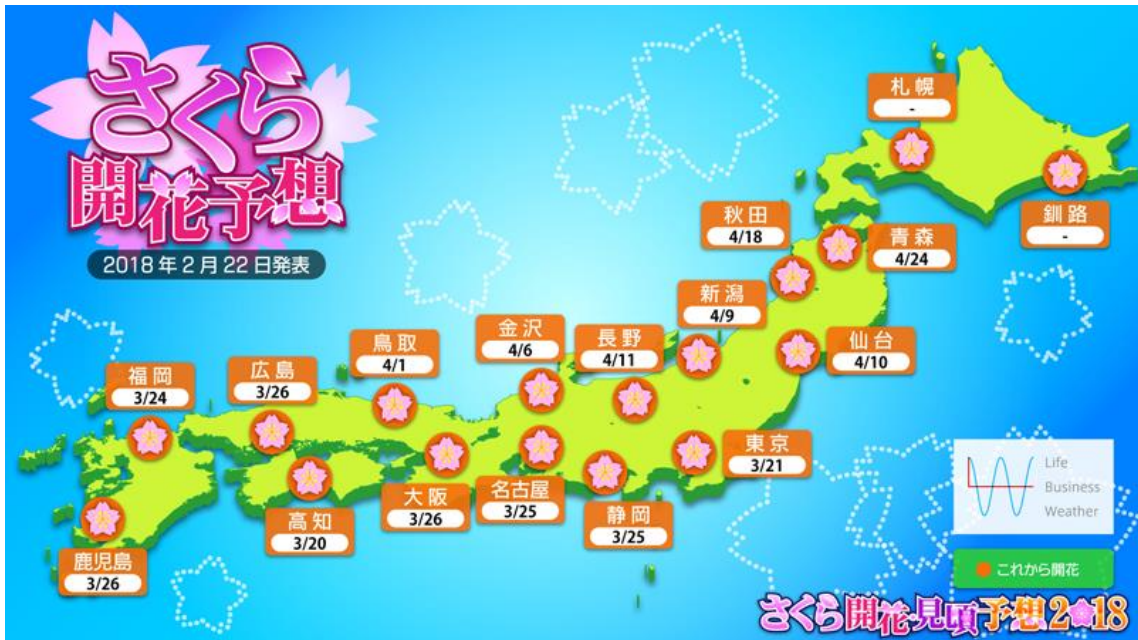 さくら
開花予想
2018年2月22日発表
札幌
-
釧路
-
秋田
4/18
青森
4/24
新潟
4/9
仙台
4/10
金沢
4/6
長野
4/11
鳥取
4/1
広島
3/26
福岡
3/24
東京
3/21
名古屋
3/25
静岡
3/25
大阪
3/26
高知
3/20
鹿児島
3/26
Life
Business
Weather
これから開花
さくら開花・見頃予想2018